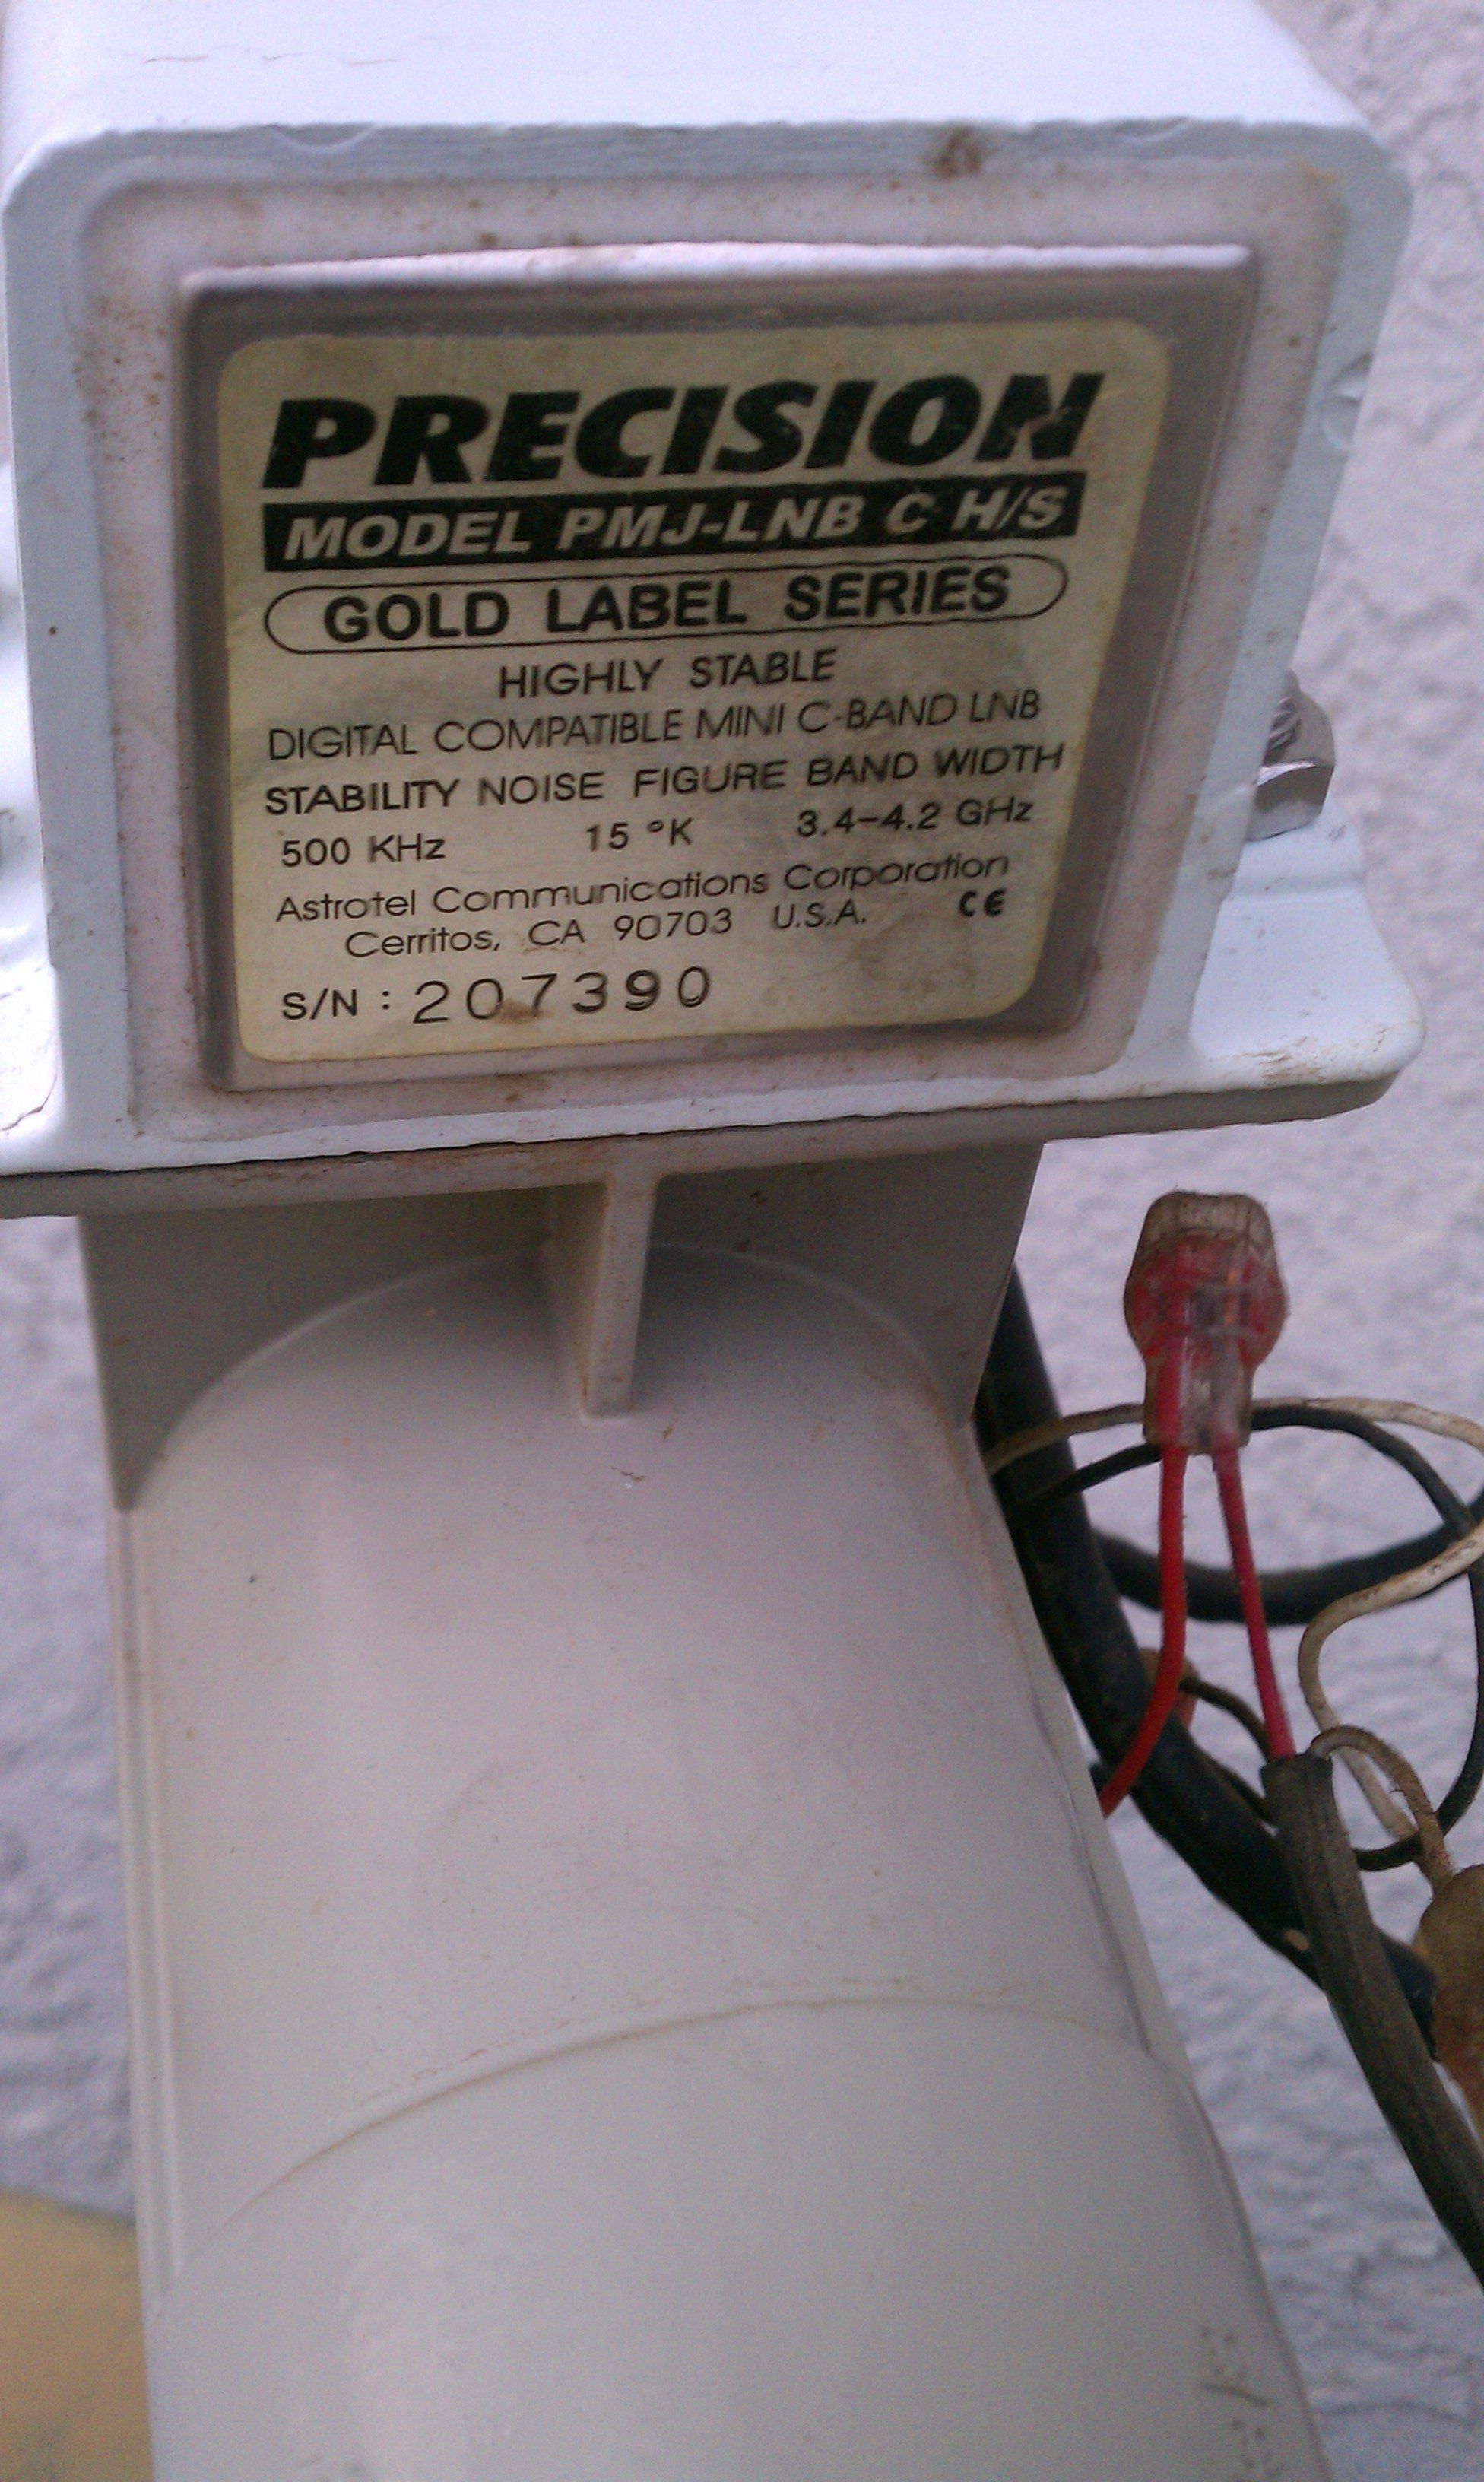 PRECISION
MODEL PMJ-LNB C H/S
GOLD LABEL SERIES
HIGHLY STABLE
DIGITAL COMPATIBLE MINI C-BAND LNB
STABILITY NOISE FIGURE BAND WIDTH
500 KHz 15 °K 3.4–4.2 GHz
Astrotel Communications Corporation
Cerritos, CA 90703 U.S.A. CE
S/N : 207390